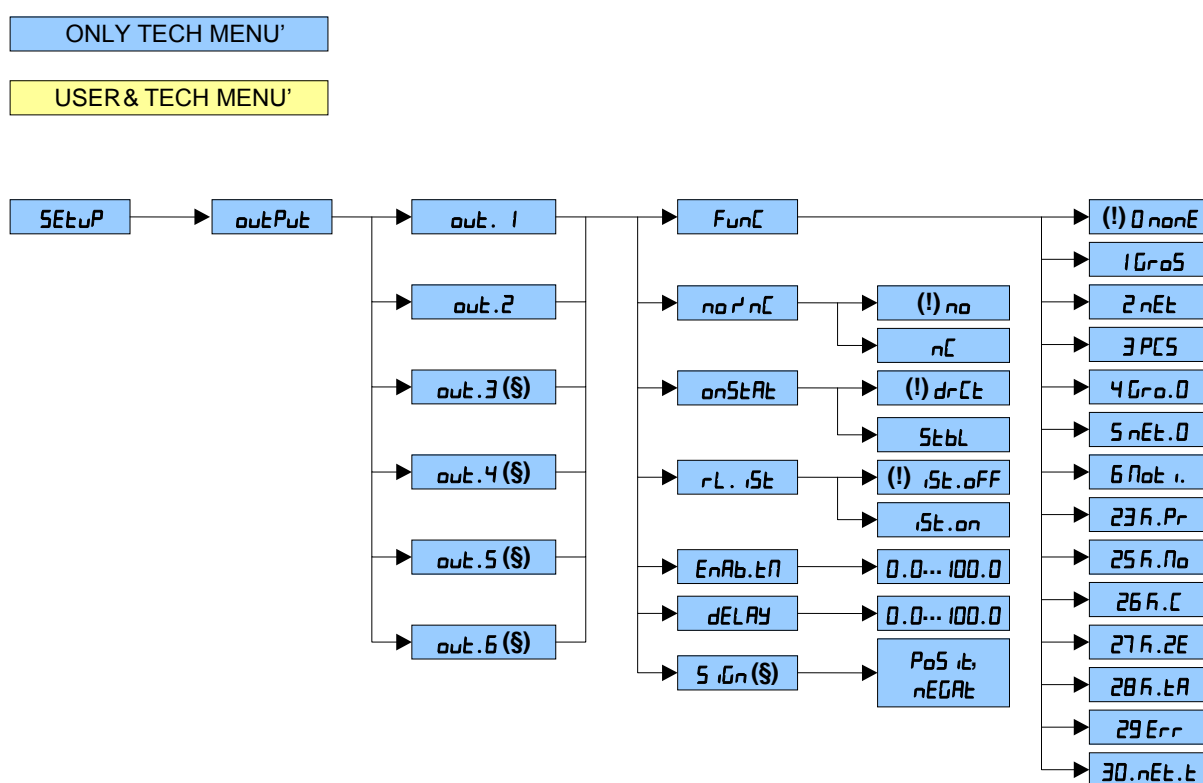 ONLY TECH MENU’
USER & TECH MENU’
SEtuP
outPut
out. 1
FunC
(!) 0 nonE
1 GroS
out.2
no/nC
(!) no
2 nEt
nC
3 PCS
out.3 (§)
onStAt
(!) drCt
4 Gro.0
StbL
5 nEt.0
out.4 (§)
rL. iSt
(!) iSt.oFF
6 Mot i.
iSt.on
23 K.Pr
out.5 (§)
EnAb.tM
0.0... 100.0
25 K.Mo
26 K.C
dELAY
0.0... 100.0
out.6 (§)
27 K.2E
SiGn (§)
PoS it,
nEGAt
28 K.tA
29 Err
30.nEt.t